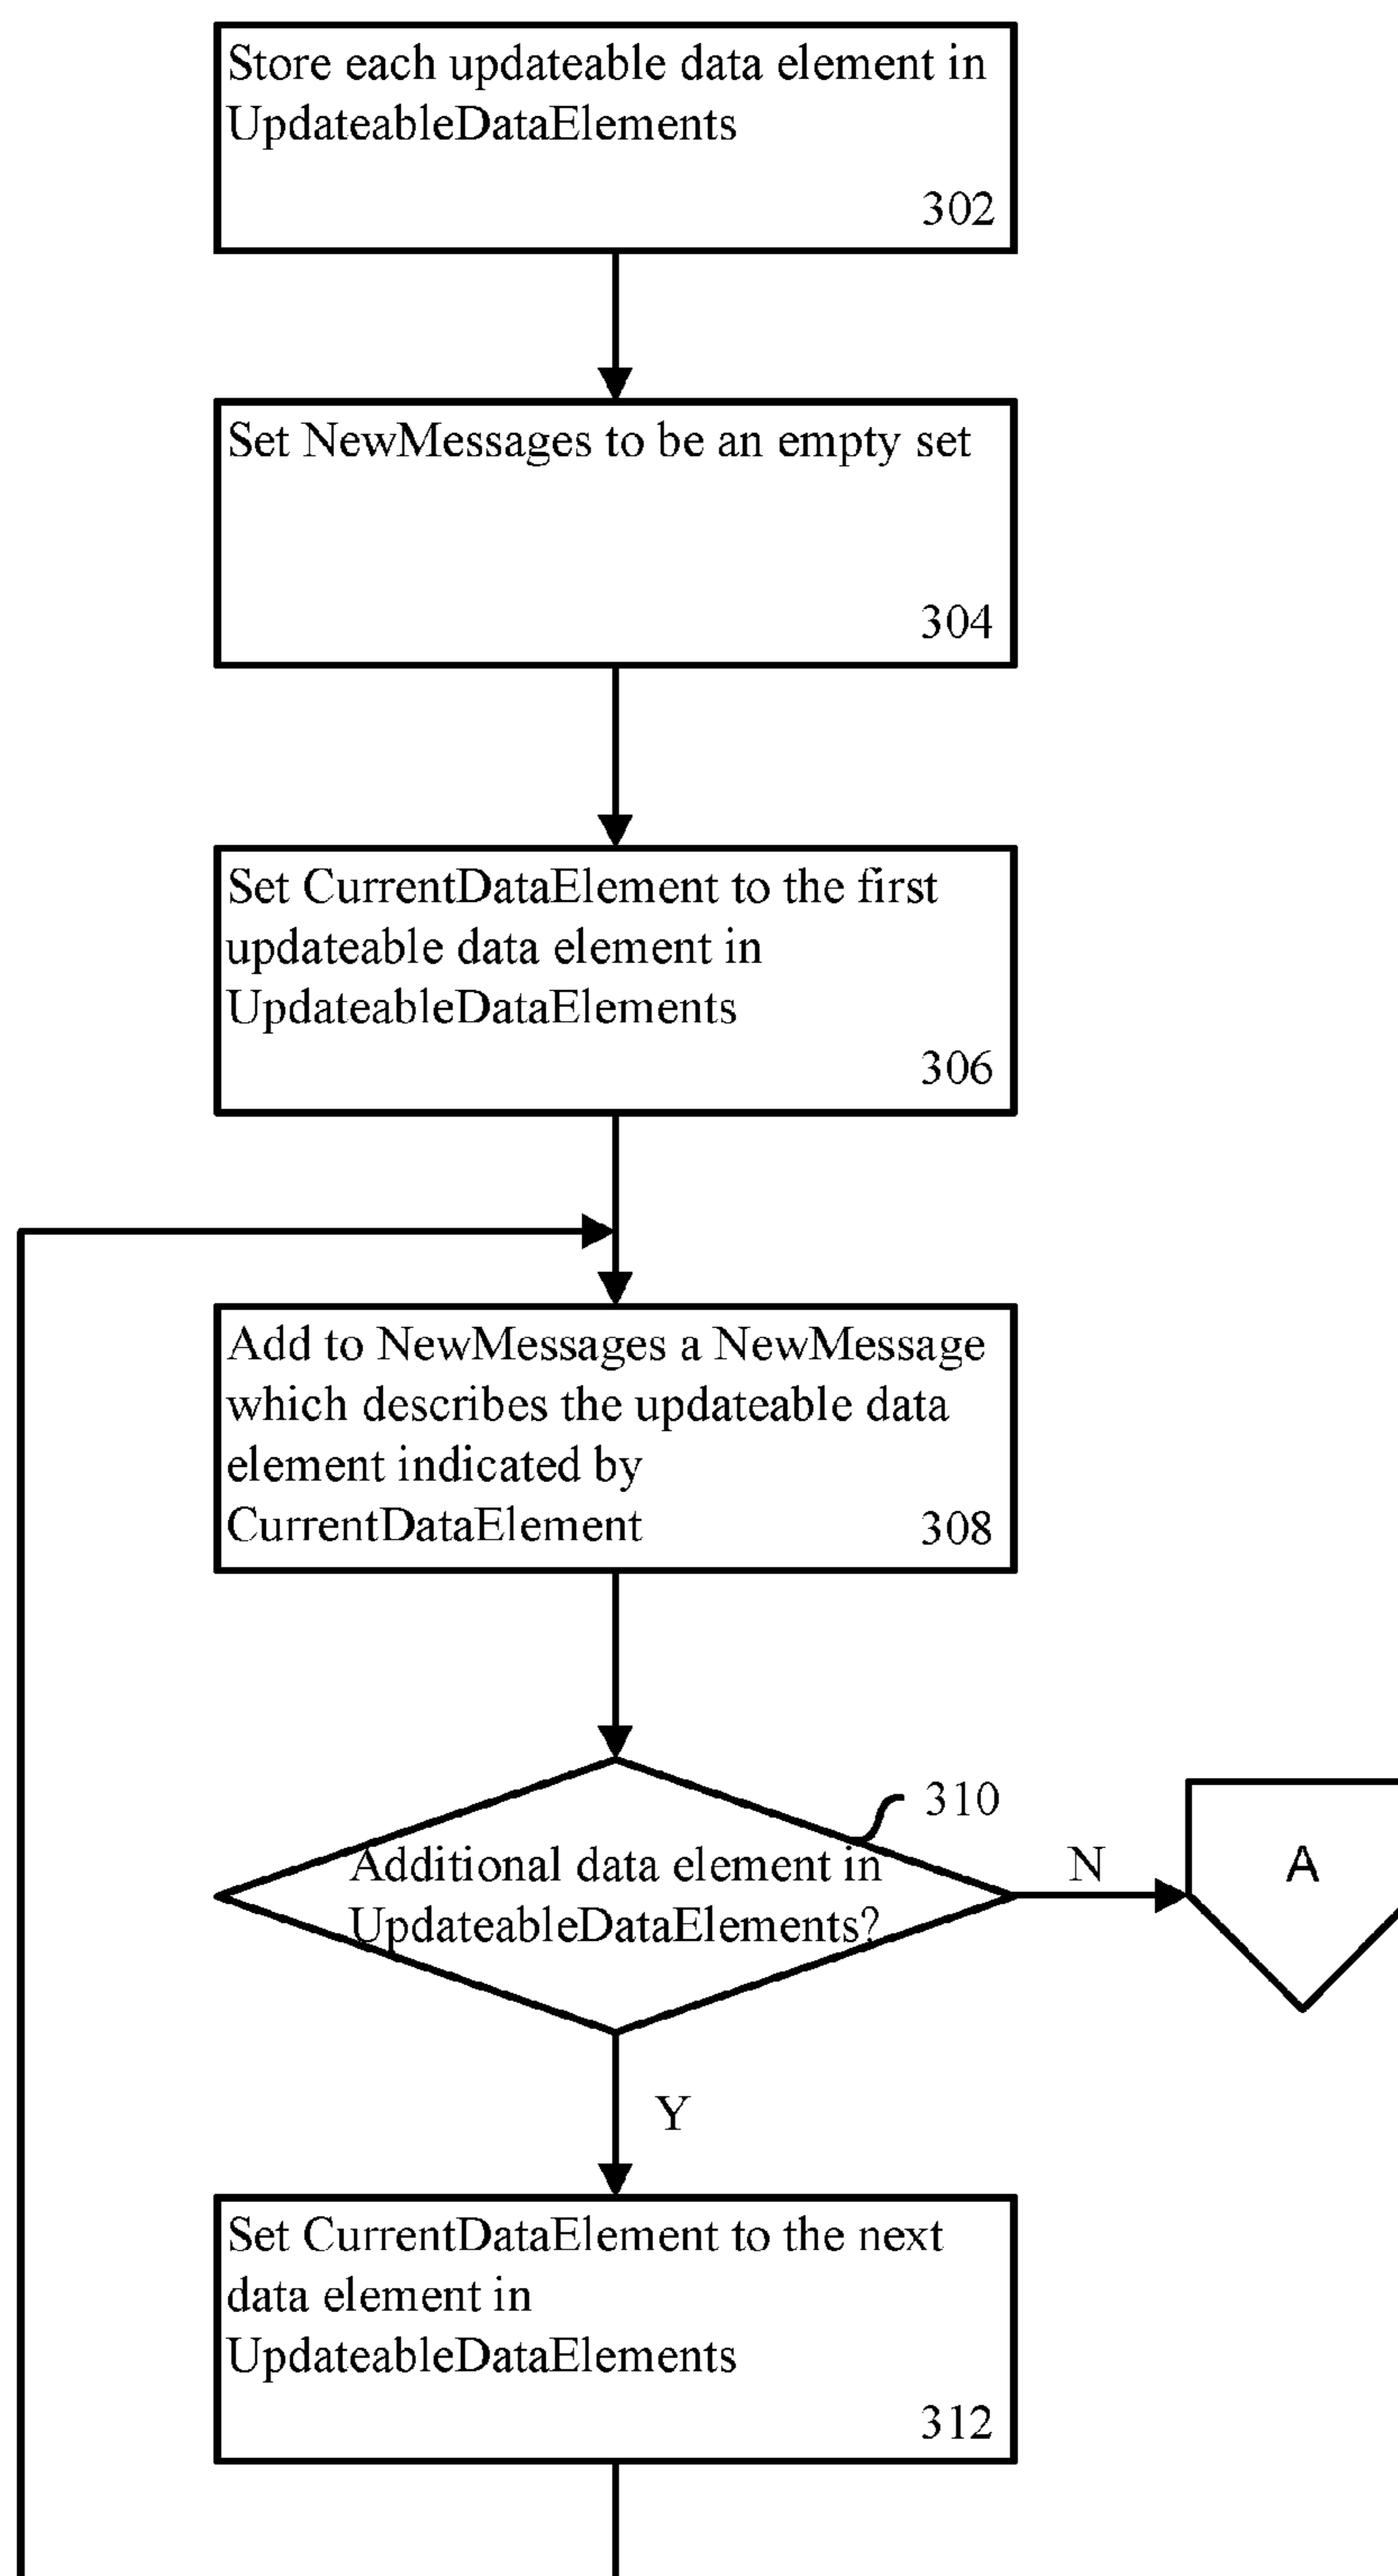 Store each updateable data element in
UpdateableDataElements
302
Set NewMessages to be an empty set
304
Set CurrentDataElement to the first
updateable data element in
UpdateableDataElements
306
Add to NewMessages a NewMessage
which describes the updateable data
element indicated by
CurrentDataElement 308
310
Additional data element in
UpdateableDataElements?
N
A
Y
Set CurrentDataElement to the next
data element in
UpdateableDataElements
312